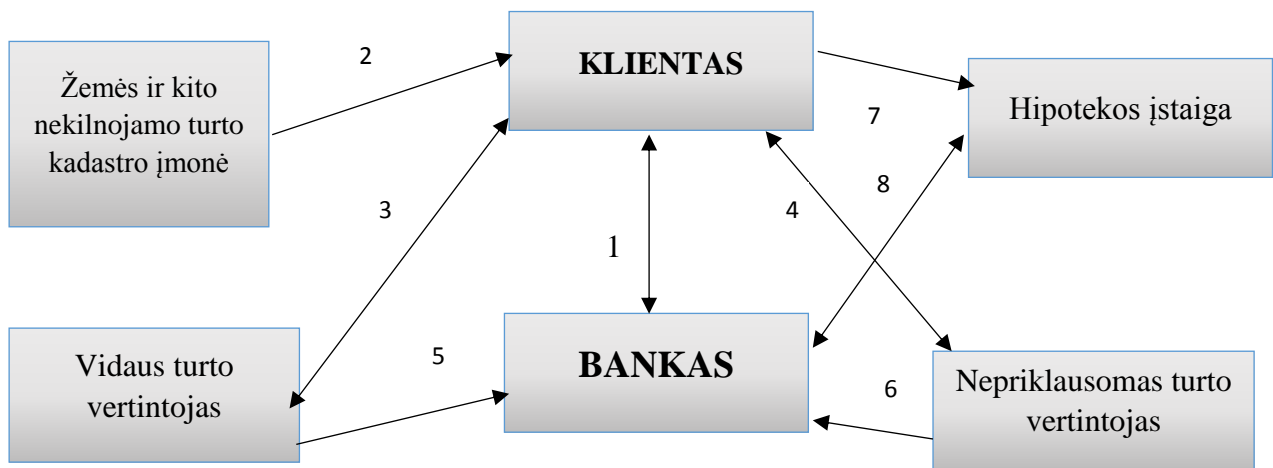 KLIENTAS
2
Žemės ir kito
nekilnojamo turto
kadastro įmonė
Hipotekos įstaiga
7
8
3
4
1
Vidaus turto
vertintojas
5
BANKAS
6
Nepriklausomas turto
vertintojas